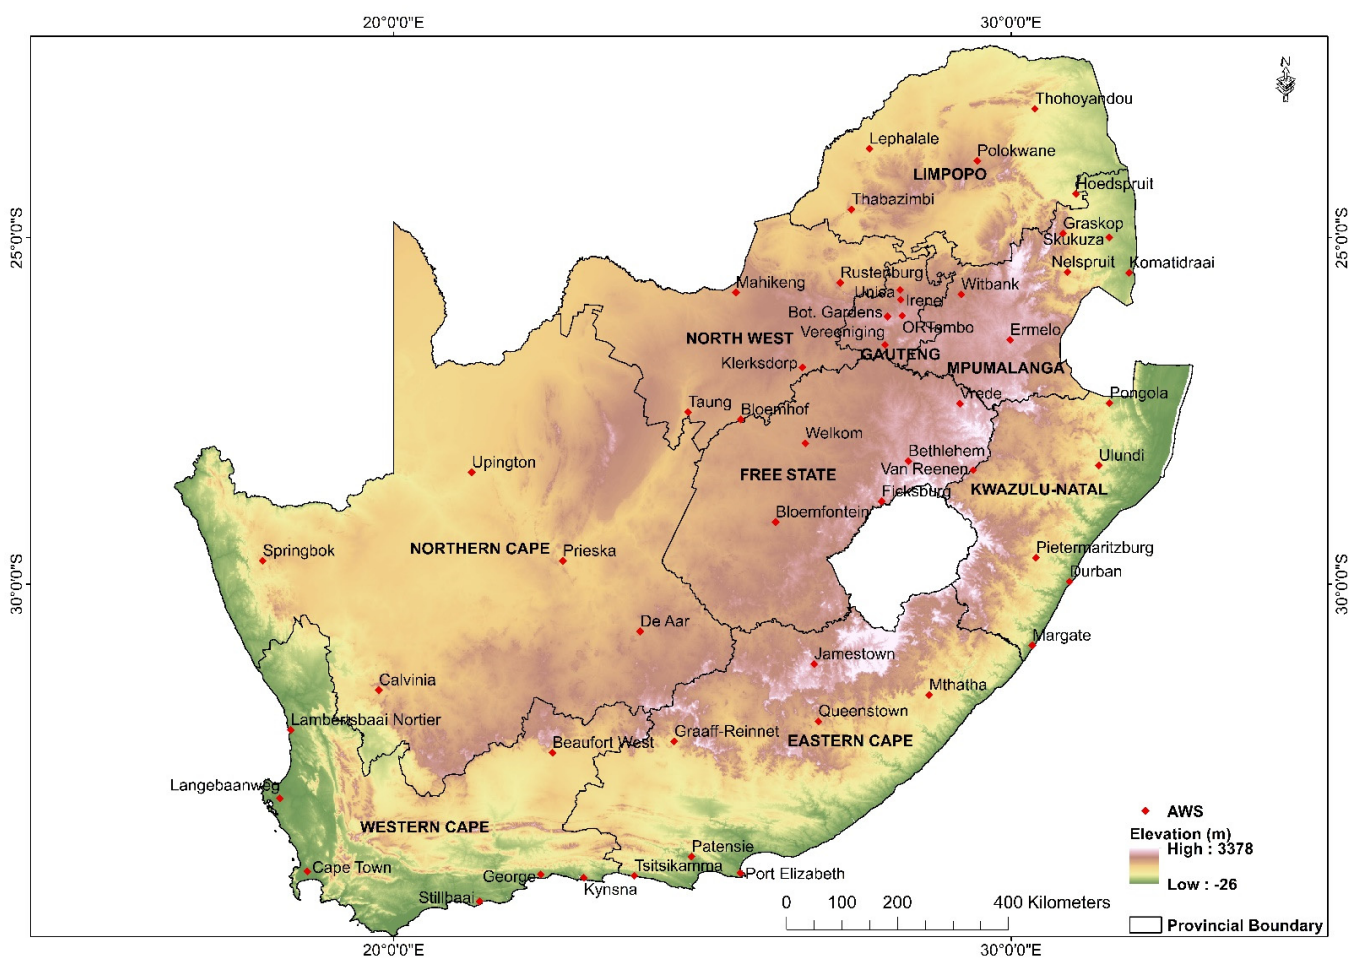 20°0'0"E
30°0'0"E
N
Thohoyandou
Lephalale
Polokwane
LIMPOPO
Hoedspruit
Thabazimbi
Graskop
25°0'0"S
25°0'0"S
Skukuza
Nelspruit
Komatidraai
Rustenburg
Mahikeng
Unisa
Irene
Witbank
Bot. Gardens
Vereeniging
ORTambo
Ermelo
NORTH WEST
GAUTENG
Klerksdorp
MPUMALANGA
Vrede
Pongola
Taung
Bloemhof
Welkom
Bethlehem
Ulundi
Upington
Van Reenen
FREE STATE
Ficksburg
KWAZULU-NATAL
Bloemfontein
Springbok
NORTHERN CAPE
Prieska
Pietermaritzburg
Durban
30°0'0"S
30°0'0"S
De Aar
Margate
Jamestown
Calvinia
Mthatha
Lambertsbaai Nortier
Queenstown
Graaff-Reinnet
Beaufort West
EASTERN CAPE
Langebaanweg
AWS
WESTERN CAPE
Elevation (m)
High : 3378
Patensie
Cape Town
Tsitsikamma
George
Port Elizabeth
Low : -26
Kynsna
Stillbaai
0 100 200 400 Kilometers
Provincial Boundary
20°0'0"E
30°0'0"E